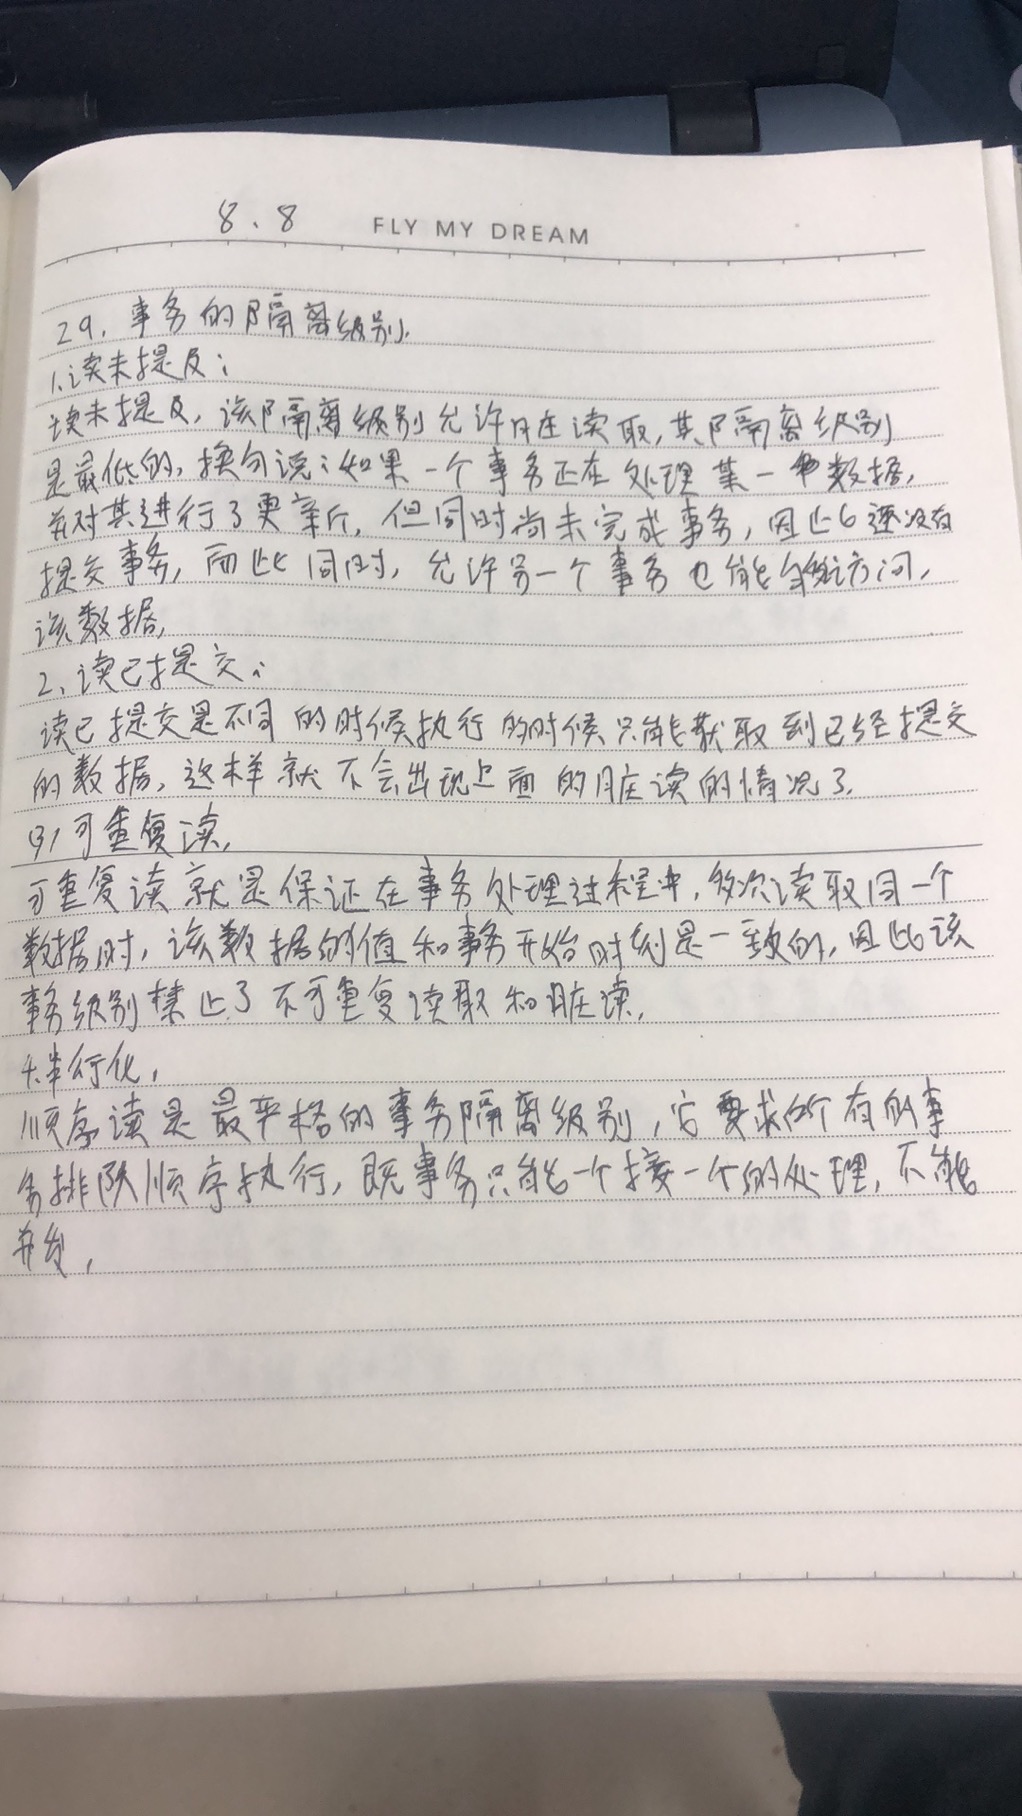 8、8 FLY MY DREAM
29、事务的隔离级别、
1、读未提及：
读未提及，该隔离级别允许脏读取，其隔离级别
是最低的，换句说：如果一个事务正在处理某一数据，
并对其进行了更新，但同时尚未完成事务，因此还没有
提交事务，而此同时，允许另一个事务也能够访问，
该数据，
2、读已提交：
读已提交是不同的时候执行的时候只能获取到已经提交
的数据，这样就不会出现上面的脏读的情况了，
(3)可重复读，
可重复读就是保证在事务处理过程中，多次读取同一个
数据时，该数据的值和事务开始时刻是一致的，因此该
事务级别禁止了不可重复读取和脏读，
4、串行化，
顺序读是最严格的事务隔离级别，它要求所有的事
务排队顺序执行，既事务只能一个接一个的处理，不能
并发，